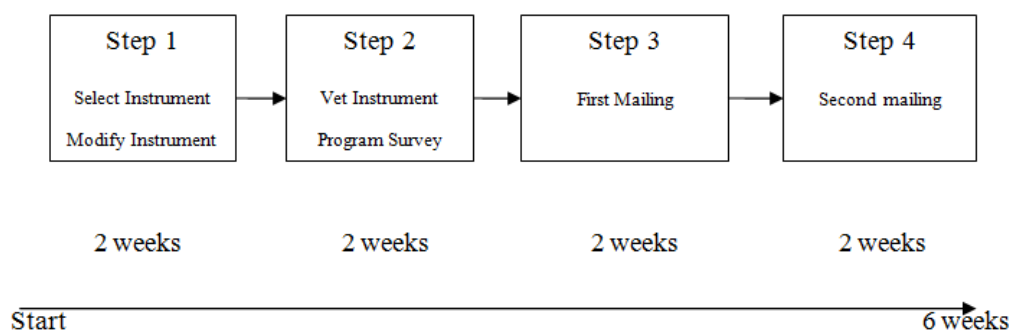 Step 1
Select Instrument
Modify Instrument
Step 2
Vet Instrument
Program Survey
Step 3
First Mailing
Step 4
Second mailing
2 weeks
2 weeks
2 weeks
2 weeks
Start
6 weeks